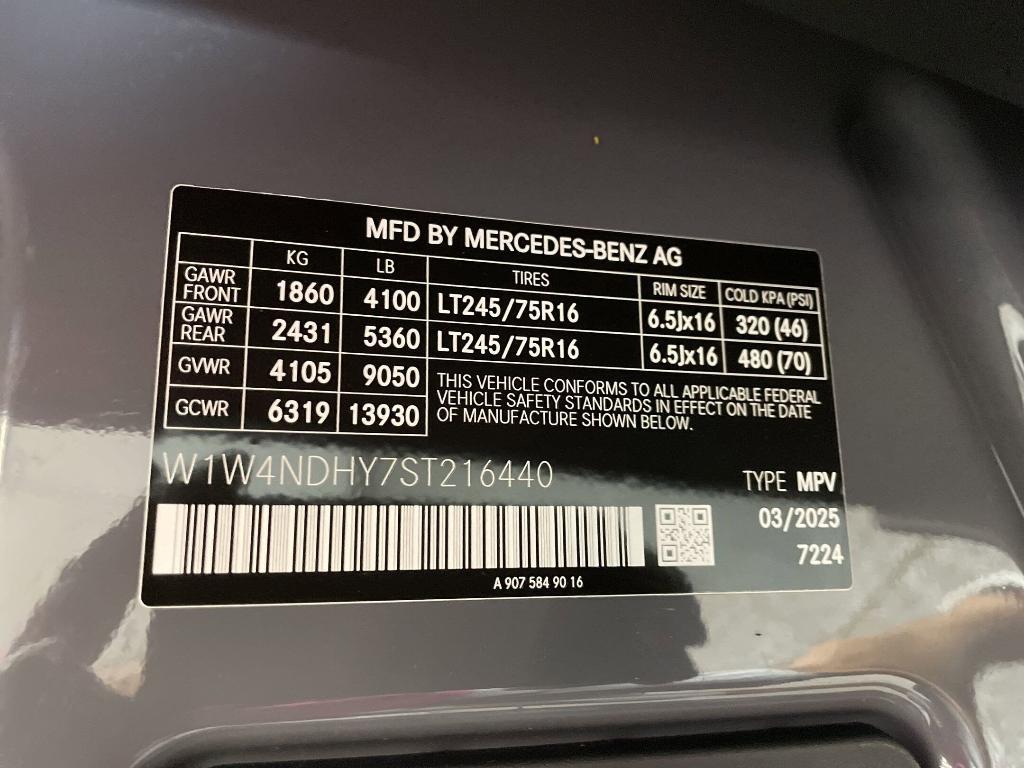 MFD BY MERCEDES-BENZ AG
KG LB TIRES RIM SIZE COLD KPA (PSI)
GAWR FRONT 1860 4100 LT245/75R16 6.5Jx16 320 (46)
GAWR REAR 2431 5360 LT245/75R16 6.5Jx16 480 (70)
GVWR 4105 9050
GCWR 6319 13930
THIS VEHICLE CONFORMS TO ALL APPLICABLE FEDERAL
VEHICLE SAFETY STANDARDS IN EFFECT ON THE DATE
OF MANUFACTURE SHOWN BELOW.
W1W4NDHY7ST216440
TYPE MPV
03/2025
7224
A 907 584 90 16